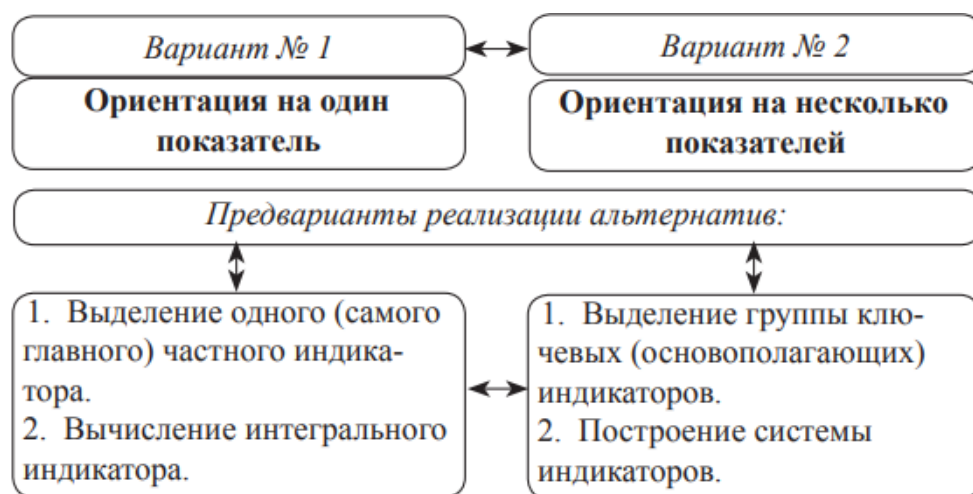 Вариант № 1
Вариант № 2
Ориентация на один
показатель
Ориентация на несколько
показателей
Предварианты реализации альтернатив:
1. Выделение одного (самого
главного) частного индика-
тора.
2. Вычисление интегрального
индикатора.
1. Выделение группы клю-
чевых (основополагающих)
индикаторов.
2. Построение системы
индикаторов.